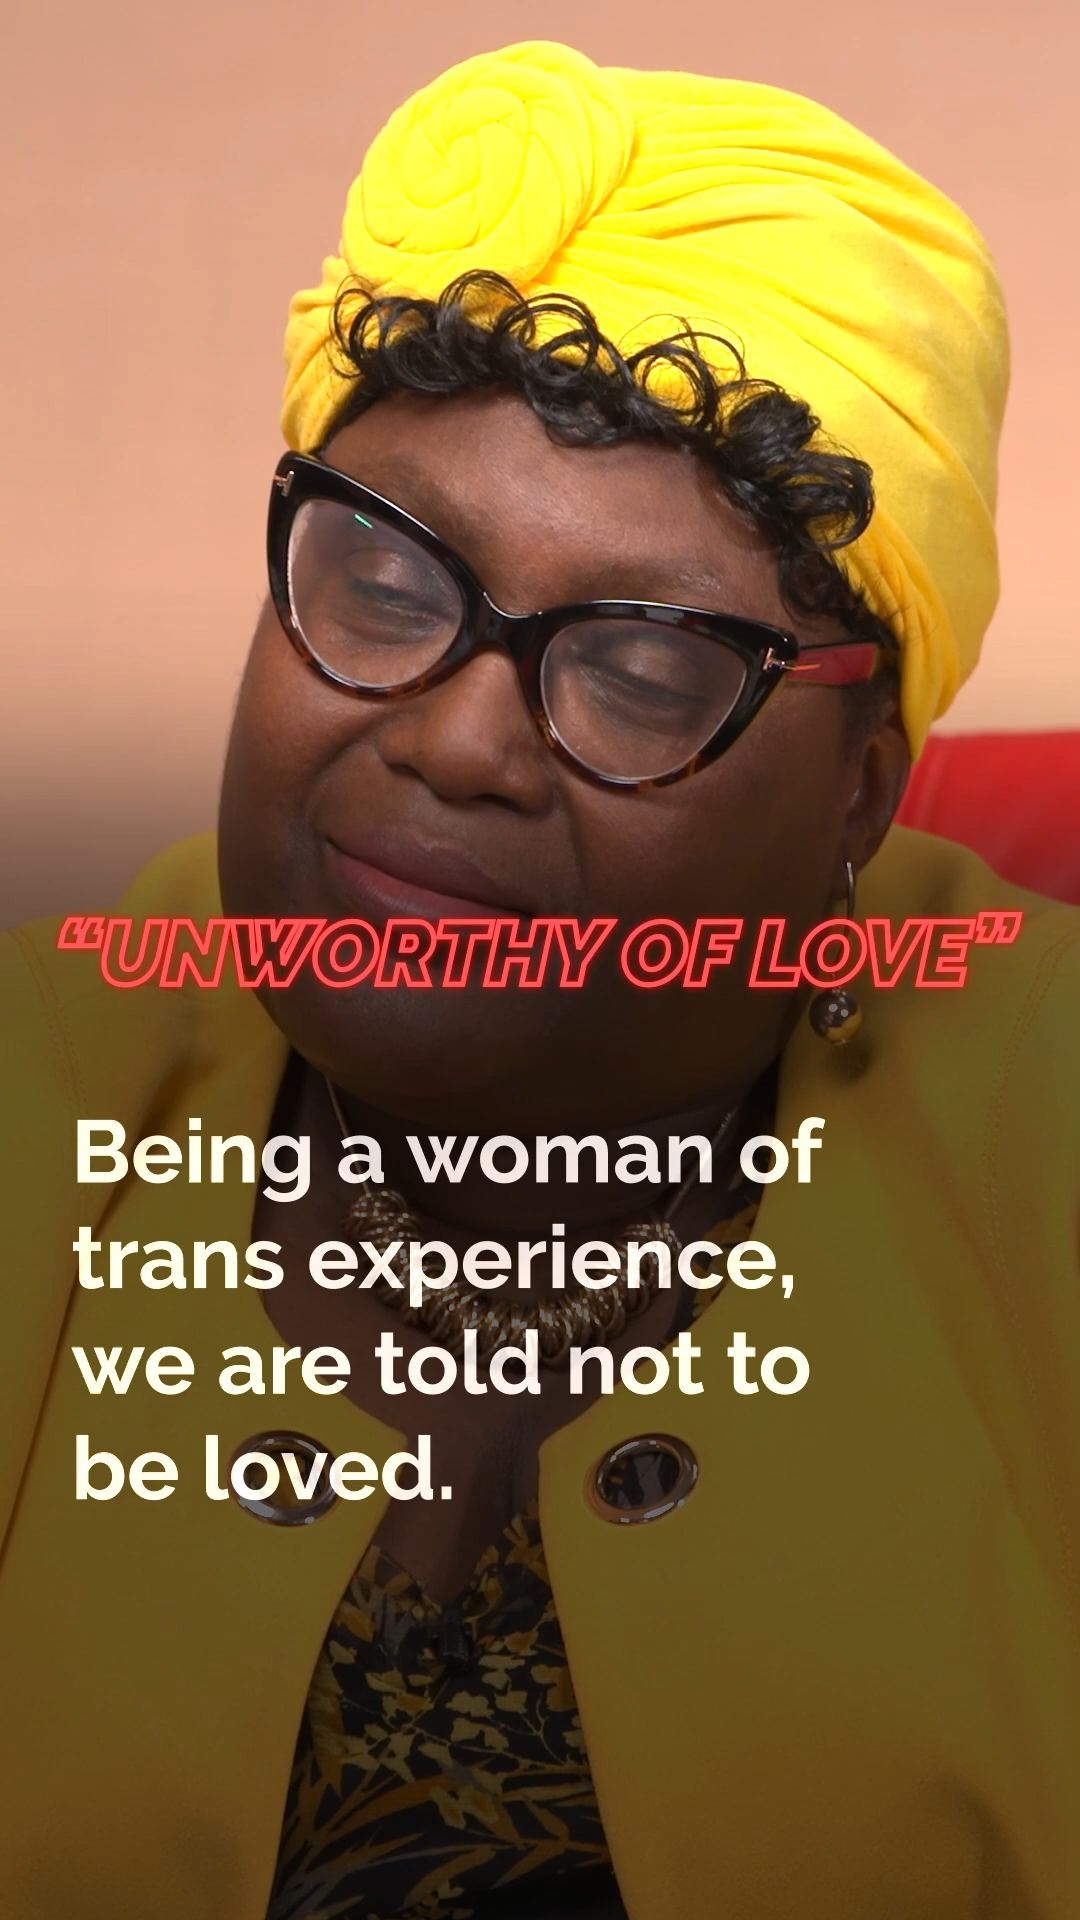 “UNWORTHY OF LOVE”
Being a woman of
trans experience,
we are told not to
be loved.